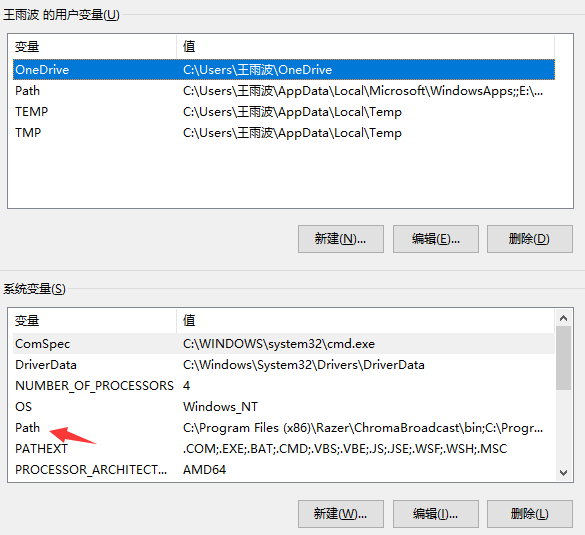 王雨波 的用户变量(U)
变量 值
OneDrive C:\Users\王雨波\OneDrive
Path C:\Users\王雨波\AppData\Local\Microsoft\WindowsApps;;E:\...
TEMP C:\Users\王雨波\AppData\Local\Temp
TMP C:\Users\王雨波\AppData\Local\Temp
新建(N)... 编辑(E)... 删除(D)
系统变量(S)
变量 值
ComSpec C:\WINDOWS\system32\cmd.exe
DriverData C:\Windows\System32\Drivers\DriverData
NUMBER_OF_PROCESSORS 4
OS Windows_NT
Path C:\Program Files (x86)\Razer\ChromaBroadcast\bin;C:\Progr...
PATHEXT .COM;.EXE;.BAT;.CMD;.VBS;.VBE;.JS;.JSE;.WSF;.WSH;.MSC
PROCESSOR_ARCHITECT... AMD64
新建(W)... 编辑(I)... 删除(L)